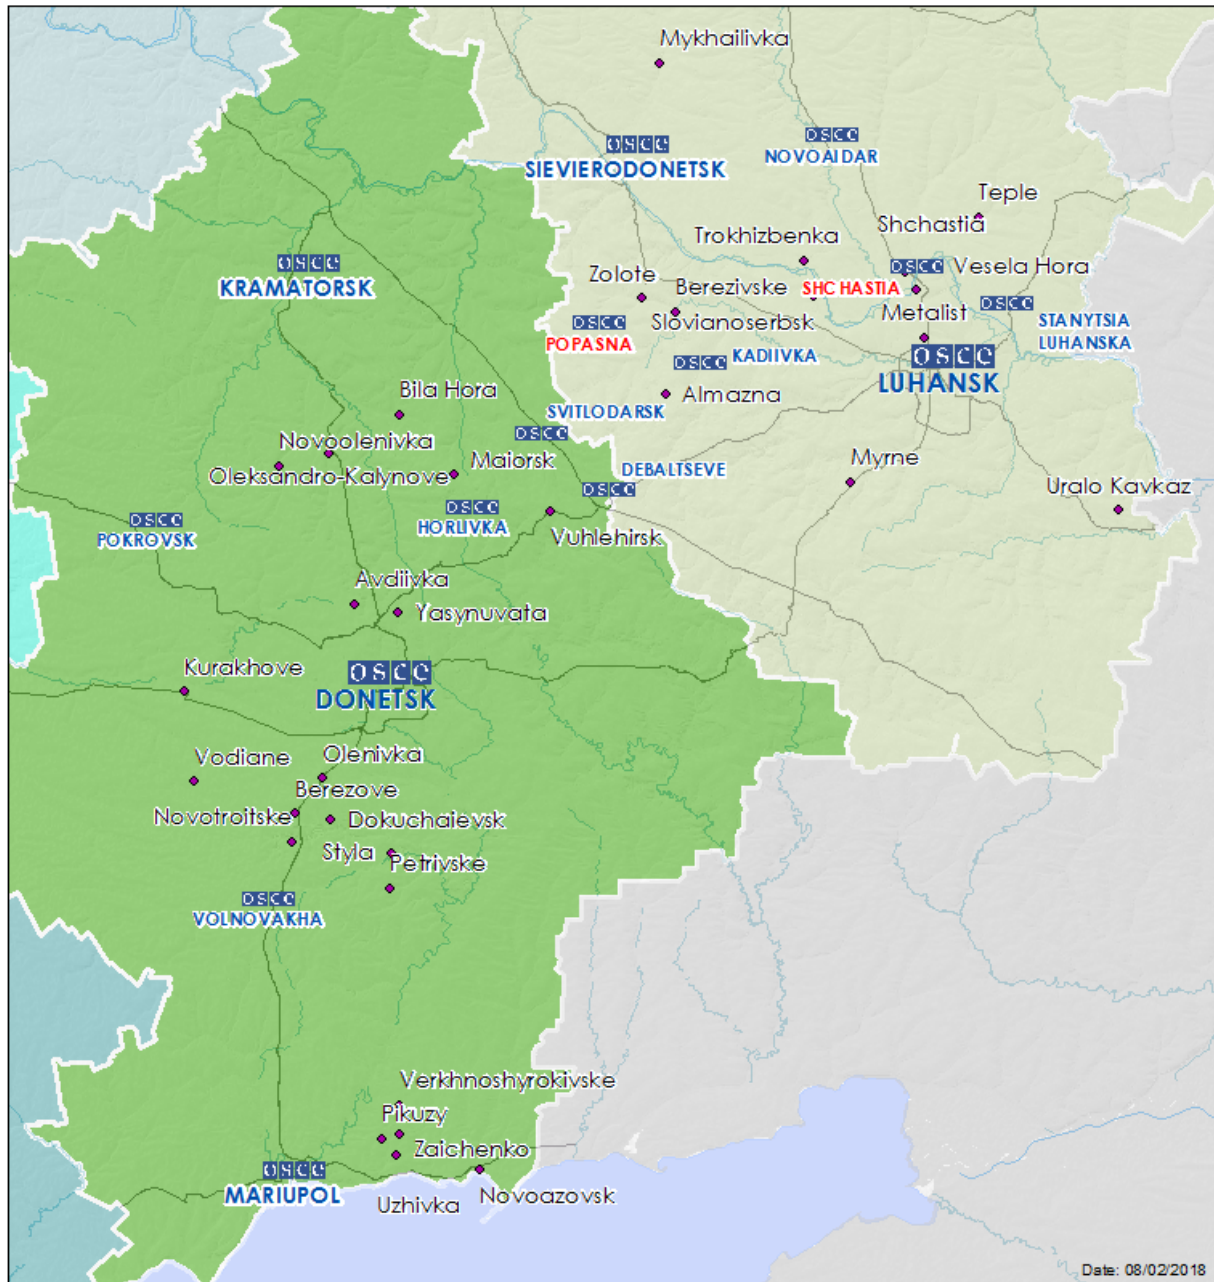 Mykhailivka
OSCE
NOVOAIDAR
OSCE
SIEVIERODONETSK
Teple
Shchastia
Trokhizbenka
OSCE
KRAMATORSK
Zolote
Berezivske
SHCHASTIA
OSCE
Vesela Hora
Slovianoserbsk
Metalist
OSCE
STANYTSIA
LUHANSKA
OSCE
POPASNA
OSCE
KADIIVKA
OSCE
LUHANSK
Almazna
Bila Hora
SVITLODARSK
OSCE
Novoolenivka
Oleksandro-Kalynove
Maiorsk
DEBALTSEVE
OSCE
Myrne
Uralo Kavkaz
OSCE
POKROVSK
OSCE
HORLIVKA
Vuhlehirsk
Avdiivka
Yasynuvata
Kurakhove
OSCE
DONETSK
Vodiane
Olenivka
Berezove
Novotroitske
Dokuchaievsk
Styla
Petrivske
OSCE
VOLNOVAKHA
Verkhnoshyrokivske
Pikuzy
Zaichenko
OSCE
MARIUPOL
Uzhivka
Novoazovsk
Date: 08/02/2018